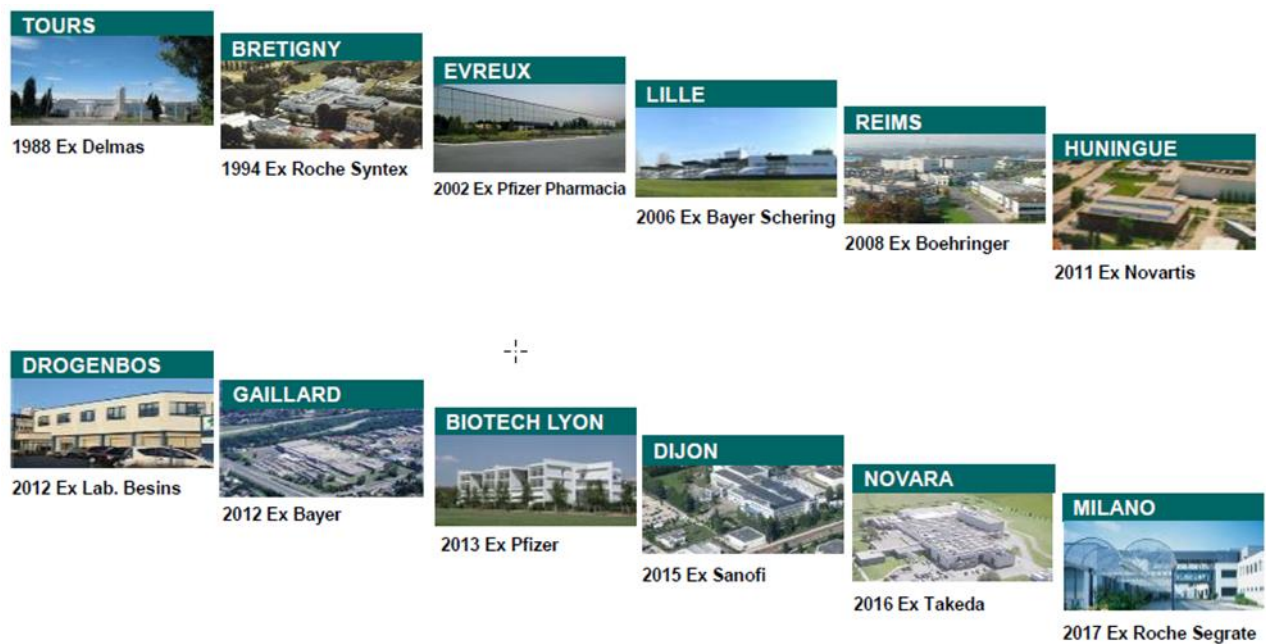 TOURS
1988 Ex Delmas
BRETIGNY
1994 Ex Roche Syntex
EVREUX
2002 Ex Pfizer Pharmacia
LILLE
2006 Ex Bayer Schering
REIMS
2008 Ex Boehringer
HUNINGUE
2011 Ex Novartis
DROGENBOS
2012 Ex Lab. Besins
GAILLARD
2012 Ex Bayer
BIOTECH LYON
2013 Ex Pfizer
DIJON
2015 Ex Sanofi
NOVARA
2016 Ex Takeda
MILANO
2017 Ex Roche Segrate